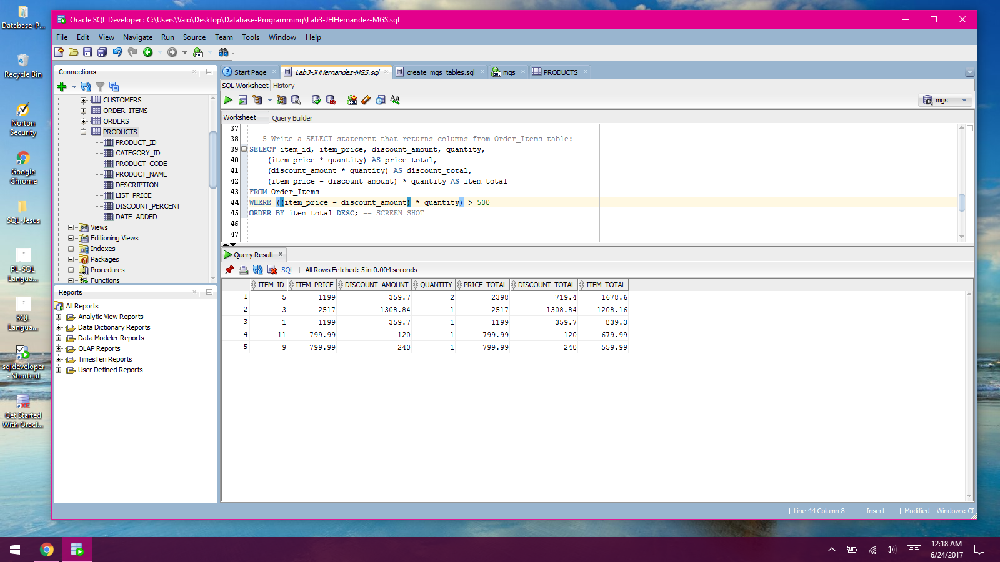 Database-P...
Recycle Bin
Norton
Security
Google
Chrome
SQL-Jesus
PL-SQL
Langua...
SQL
Langua...
sqldeveloper
- Shortcut
Get Started
With Oracl...
Oracle SQL Developer : C:\Users\Vaio\Desktop\Database-Programming\Lab3-JHHernandez-MGS.sql
File Edit View Navigate Run Source Team Tools Window Help
Connections
CUSTOMERS
ORDER_ITEMS
ORDERS
PRODUCTS
PRODUCT_ID
CATEGORY_ID
PRODUCT_CODE
PRODUCT_NAME
DESCRIPTION
LIST_PRICE
DISCOUNT_PERCENT
DATE_ADDED
Views
Editioning Views
Indexes
Packages
Procedures
Functions
Reports
All Reports
Analytic View Reports
Data Dictionary Reports
Data Modeler Reports
OLAP Reports
TimesTen Reports
User Defined Reports
Start Page Lab3-JHHernandez-MGS.sql create_mgs_tables.sql mgs PRODUCTS
SQL Worksheet History
mgs
Worksheet Query Builder
37
38 -- 5 Write a SELECT statement that returns columns from Order_Items table:
39 SELECT item_id, item_price, discount_amount, quantity,
40 (item_price * quantity) AS price_total,
41 (discount_amount * quantity) AS discount_total,
42 (item_price - discount_amount) * quantity AS item_total
43 FROM Order_Items
44 WHERE ((item_price - discount_amount) * quantity) > 500
45 ORDER BY item_total DESC; -- SCREEN SHOT
46
47
Query Result x
SQL | All Rows Fetched: 5 in 0.004 seconds
ITEM_ID ITEM_PRICE DISCOUNT_AMOUNT QUANTITY PRICE_TOTAL DISCOUNT_TOTAL ITEM_TOTAL
1 5 1199 359.7 2 2398 719.4 1678.6
2 3 2517 1308.84 1 2517 1308.84 1208.16
3 1 1199 359.7 1 1199 359.7 839.3
4 11 799.99 120 1 799.99 120 679.99
5 9 799.99 240 1 799.99 240 559.99
| Line 44 Column 8 | Insert | Modified | Windows: CF
12:18 AM
6/24/2017